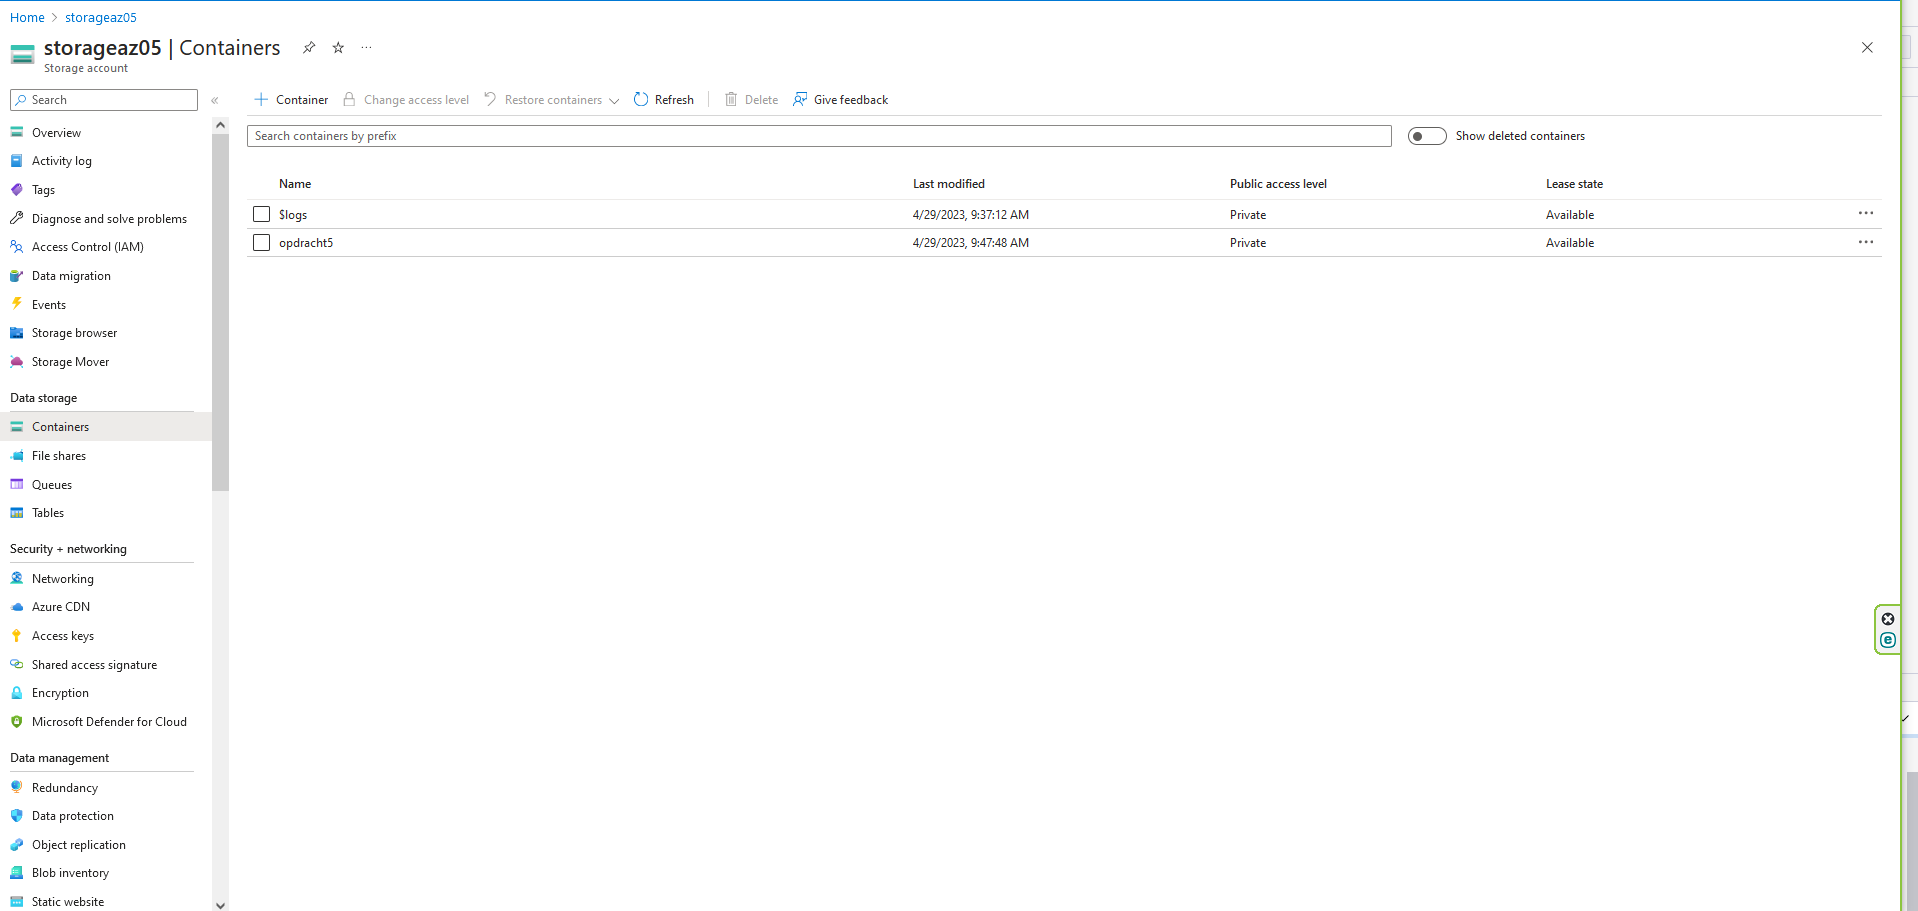 Home > storageaz05
storageaz05 | Containers ...
Storage account
Search «
Overview
Activity log
Tags
Diagnose and solve problems
Access Control (IAM)
Data migration
Events
Storage browser
Storage Mover
Data storage
Containers
File shares
Queues
Tables
Security + networking
Networking
Azure CDN
Access keys
Shared access signature
Encryption
Microsoft Defender for Cloud
Data management
Redundancy
Data protection
Object replication
Blob inventory
Static website
+ Container Change access level Restore containers Refresh | Delete Give feedback
Search containers by prefix Show deleted containers
Name Last modified Public access level Lease state
$logs 4/29/2023, 9:37:12 AM Private Available ...
opdracht5 4/29/2023, 9:47:48 AM Private Available ...
e